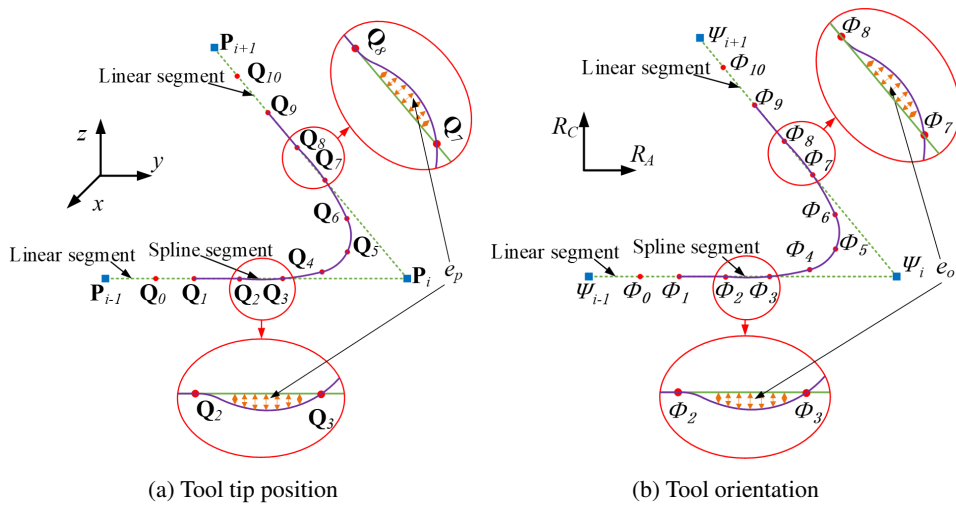 P_{i+1}
Linear segment
Q_{10}
Q_9
Q_8
Q_7
Q_6
Q_5
Q_4
z
y
x
Linear segment
Spline segment
P_{i-1} Q_0 Q_1 Q_2 Q_3 P_i
e_p
Q_8
Q_7
Q_2 Q_3
(a) Tool tip position
Ψ_{i+1}
Linear segment
Φ_{10}
Φ_9
Φ_8
Φ_7
Φ_6
Φ_5
Φ_4
R_C
R_A
Linear segment
Spline segment
Ψ_{i-1} Φ_0 Φ_1 Φ_2 Φ_3 Ψ_i
e_o
Φ_8
Φ_7
Φ_2 Φ_3
(b) Tool orientation